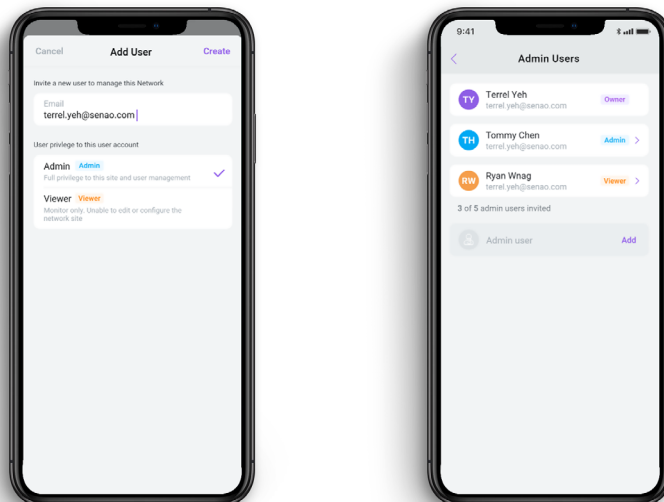 Cancel
Add User
Create
Invite a new user to manage this Network
Email
terrel.yeh@senao.com
User privlege to this user account
Admin Admin
Full privilege to this site and user management
Viewer Viewer
Monitor only. Unable to edit or configure the
network site
9:41
Admin Users
TY
Terrel Yeh
terrel.yeh@senao.com
Owner
TH
Tommy Chen
terrel.yeh@senao.com
Admin
RW
Ryan Wnag
terrel.yeh@senao.com
Viewer
3 of 5 admin users invited
Admin user
Add